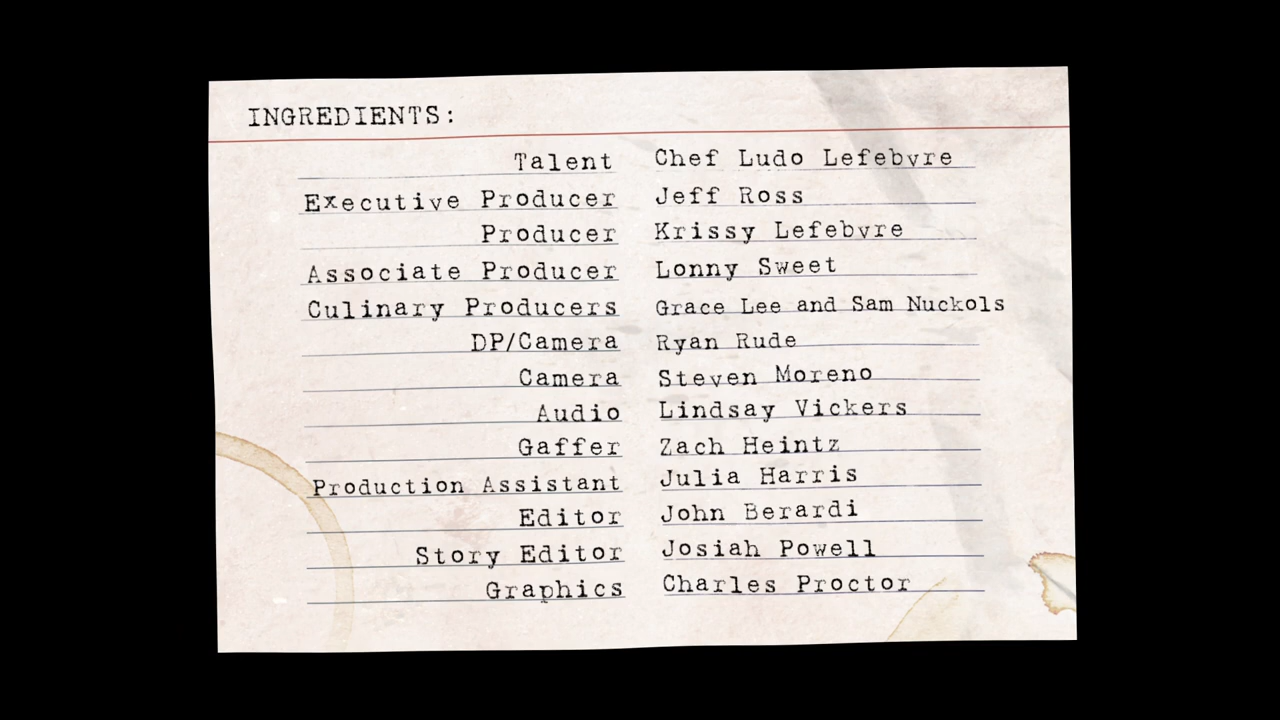 INGREDIENTS:
Talent Chef Ludo Lefebvre
Executive Producer Jeff Ross
Producer Krissy Lefebvre
Associate Producer Lonny Sweet
Culinary Producers Grace Lee and Sam Nuckols
DP/Camera Ryan Rude
Camera Steven Moreno
Audio Lindsay Vickers
Gaffer Zach Heintz
Production Assistant Julia Harris
Editor John Berardi
Story Editor Josiah Powell
Graphics Charles Proctor